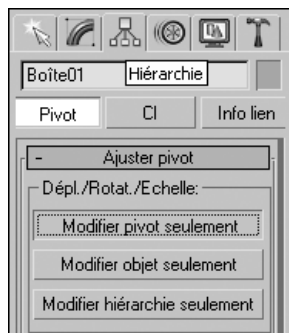 Boîte01 Hiérarchie
Pivot CI Info lien
- Ajuster pivot
Dépl./Rotat./Echelle:
Modifier pivot seulement
Modifier objet seulement
Modifier hiérarchie seulement